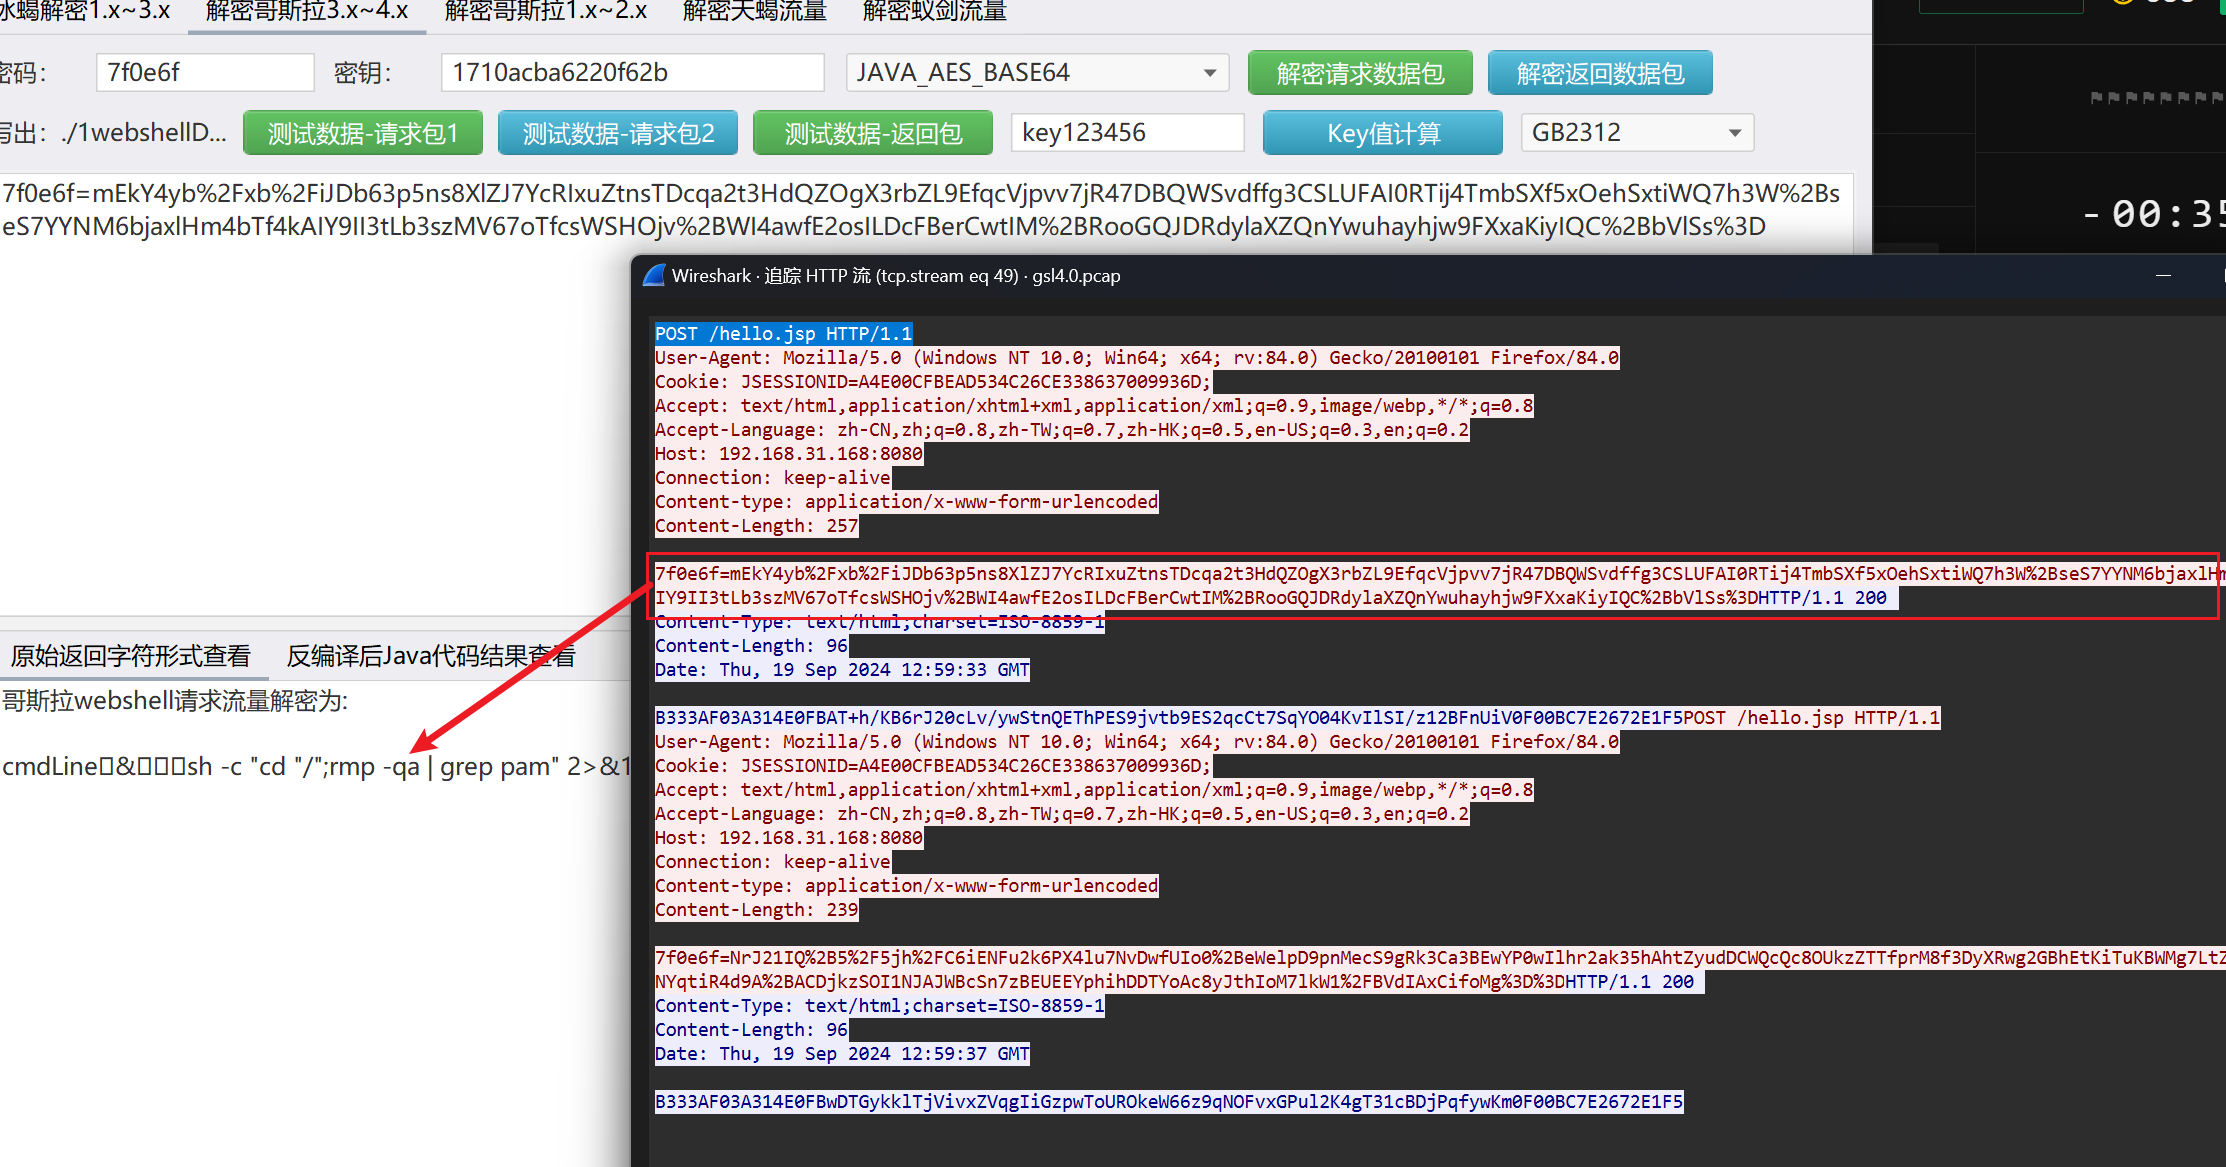 冰蝎解密1.x~3.x 解密哥斯拉3.x~4.x 解密哥斯拉1.x~2.x 解密天蝎流量 解密蚁剑流量
密码： 7f0e6f 密钥： 1710acba6220f62b JAVA_AES_BASE64 解密请求数据包 解密返回数据包
写出：./1webshellD... 测试数据-请求包1 测试数据-请求包2 测试数据-返回包 key123456 Key值计算 GB2312
7f0e6f=mEkY4yb%2Fxb%2FiJDb63p5ns8XlZJ7YcRIxuZtnsTDcqa2t3HdQZOgX3rbZL9EfqcVjpvv7jR47DBQWSvdffg3CSLUFAI0RTij4TmbSXf5xOehSxtiWQ7h3W%2Bs
eS7YYNM6bjaxlHm4bTf4kAIY9II3tLb3szMV67oTfcsWSHOjv%2BWI4awfE2osILDcFBerCwtIM%2BRooGQJDRdylaXZQnYwuhayhjw9FXxaKiyIQC%2BbVlSs%3D
-00:35
Wireshark · 追踪 HTTP 流 (tcp.stream eq 49) · gsl4.0.pcap
POST /hello.jsp HTTP/1.1
User-Agent: Mozilla/5.0 (Windows NT 10.0; Win64; x64; rv:84.0) Gecko/20100101 Firefox/84.0
Cookie: JSESSIONID=A4E00CFBEAD534C26CE338637009936D;
Accept: text/html,application/xhtml+xml,application/xml;q=0.9,image/webp,*/*;q=0.8
Accept-Language: zh-CN,zh;q=0.8,zh-TW;q=0.7,zh-HK;q=0.5,en-US;q=0.3,en;q=0.2
Host: 192.168.31.168:8080
Connection: keep-alive
Content-type: application/x-www-form-urlencoded
Content-Length: 257
7f0e6f=mEkY4yb%2Fxb%2FiJDb63p5ns8XlZJ7YcRIxuZtnsTDcqa2t3HdQZOgX3rbZL9EfqcVjpvv7jR47DBQWSvdffg3CSLUFAI0RTij4TmbSXf5xOehSxtiWQ7h3W%2BseS7YYNM6bjaxlHm
IY9II3tLb3szMV67oTfcsWSHOjv%2BWI4awfE2osILDcFBerCwtIM%2BRooGQJDRdylaXZQnYwuhayhjw9FXxaKiyIQC%2BbVlSs%3DHTTP/1.1 200
Content-Type: text/html;charset=ISO-8859-1
Content-Length: 96
Date: Thu, 19 Sep 2024 12:59:33 GMT
B333AF03A314E0FBAT+h/KB6rJ20cLv/ywStnQEThPES9jvtb9ES2qcCt7SqYO04KvIlSI/z12BFnUiV0F00BC7E2672E1F5POST /hello.jsp HTTP/1.1
User-Agent: Mozilla/5.0 (Windows NT 10.0; Win64; x64; rv:84.0) Gecko/20100101 Firefox/84.0
Cookie: JSESSIONID=A4E00CFBEAD534C26CE338637009936D;
Accept: text/html,application/xhtml+xml,application/xml;q=0.9,image/webp,*/*;q=0.8
Accept-Language: zh-CN,zh;q=0.8,zh-TW;q=0.7,zh-HK;q=0.5,en-US;q=0.3,en;q=0.2
Host: 192.168.31.168:8080
Connection: keep-alive
Content-type: application/x-www-form-urlencoded
Content-Length: 239
7f0e6f=NrJ21IQ%2B5%2F5jh%2FC6iENFu2k6PX4lu7NvDwfUIo0%2BeWelpD9pnMecS9gRk3Ca3BEwYP0wIlhr2ak35hAhtZyudDCWQcQc8OUkzZTTfprM8f3DyXRwg2GBhEtKiTuKBWMg7LtZ
NYqtiR4d9A%2BACDjkzSOI1NJAJWBcSn7zBEUEEYphihDDTYoAc8yJthIoM7lkW1%2FBVdIAxCifoMg%3D%3DHTTP/1.1 200
Content-Type: text/html;charset=ISO-8859-1
Content-Length: 96
Date: Thu, 19 Sep 2024 12:59:37 GMT
B333AF03A314E0FBwDTGykklTjVivxZVqgIiGzpwToUROkeW66z9qNOFvxGPul2K4gT31cBDjPqfywKm0F00BC7E2672E1F5
原始返回字符形式查看 反编译后Java代码结果查看
哥斯拉webshell请求流量解密为:
cmdLine▯&▯▯▯sh -c "cd "/";rmp -qa | grep pam" 2>&1